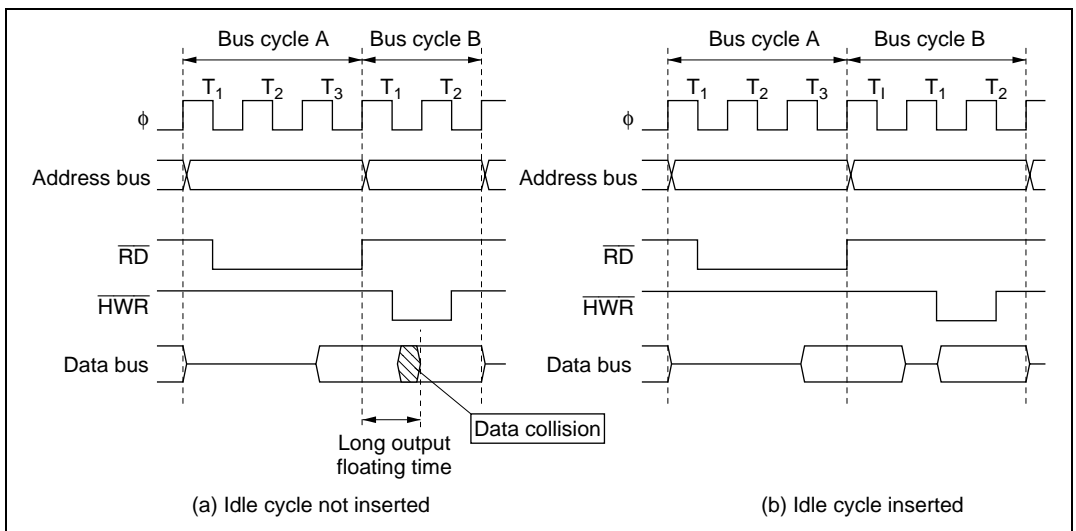 Bus cycle A Bus cycle B
T1 T2 T3 T1 T2
ϕ
Address bus
RD
HWR
Data bus
Data collision
Long output
floating time
(a) Idle cycle not inserted
Bus cycle A Bus cycle B
T1 T2 T3 TI T1 T2
ϕ
Address bus
RD
HWR
Data bus
(b) Idle cycle inserted